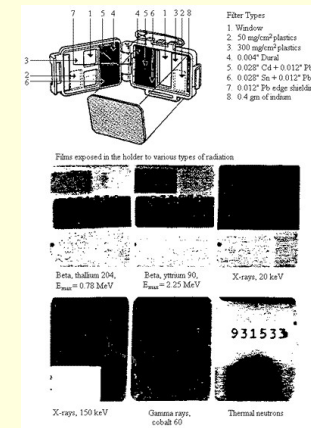 7 1 5 4 4 5 6 1 3 2 8
3
2
6
Filter Types
1. Window
2. 50 mg/cm² plastics
3. 300 mg/cm² plastics
4. 0.004" Dural
5. 0.028" Cd + 0.012" Pb
6. 0.028" Sn + 0.012" Pb
7. 0.012" Pb edge shieldin
8. 0.4 gm of indium
Films exposed in the holder to various types of radiation
Beta, thallium 204,
Eₘₐₓ = 0.78 MeV
Beta, yttrium 90,
Eₘₐₓ = 2.25 MeV
X-rays, 20 keV
931533
X-rays, 150 keV
Gamma rays,
cobalt 60
Thermal neutrons